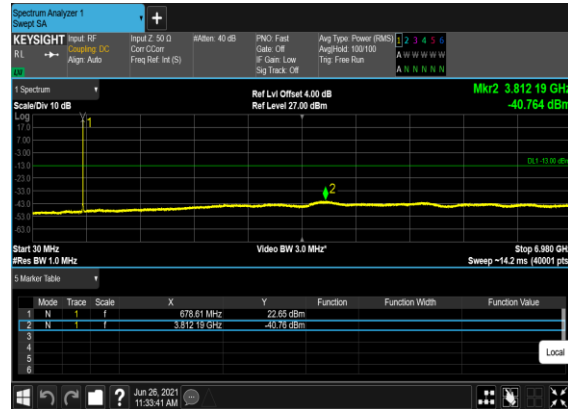 Spectrum Analyzer 1
Swept SA
+
KEYSIGHT Input: RF Input Z: 50 Ω #Atten: 40 dB PNO: Fast Avg Type: Power (RMS) 1 2 3 4 5 6
RL Coupling: DC Corr CCorr Gate: Off Avg|Hold: 100/100 A W W W W W
Align: Auto Freq Ref: Int (S) IF Gain: Low Trig: Free Run
Sig Track: Off A N N N N N
1 Spectrum Ref Lvl Offset 4.00 dB Mkr2 3.812 19 GHz
Scale/Div 10 dB Ref Level 27.00 dBm -40.764 dBm
Log
17.0
7.00
-3.00
-13.0
-23.0
-33.0
-43.0
-53.0
-63.0
1
DL1 -13.00 dBm
2
Start 30 MHz Video BW 3.0 MHz* Stop 6.980 GHz
#Res BW 1.0 MHz Sweep ~14.2 ms (40001 pts)
5 Marker Table
Mode Trace Scale X Y Function Function Width Function Value
1 N 1 f 678.61 MHz 22.65 dBm
2 N 1 f 3.812 19 GHz -40.76 dBm
3
4
5
6
Local
? Jun 26, 2021
11:33:41 AM